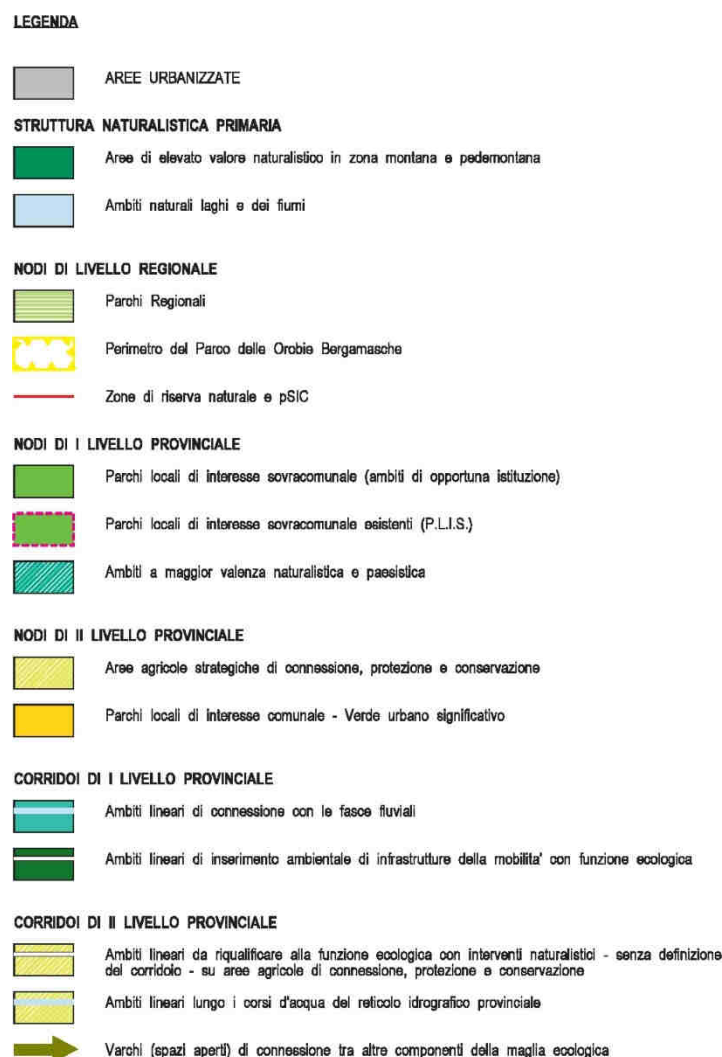 LEGENDA
AREE URBANIZZATE
STRUTTURA NATURALISTICA PRIMARIA
Aree di elevato valore naturalistico in zona montana e pedemontana
Ambiti naturali laghi e dei fiumi
NODI DI LIVELLO REGIONALE
Parchi Regionali
Perimetro del Parco delle Orobie Bergamasche
Zone di riserva naturale e pSIC
NODI DI I LIVELLO PROVINCIALE
Parchi locali di interesse sovracomunale (ambiti di opportuna istituzione)
Parchi locali di interesse sovracomunale esistenti (P.L.I.S.)
Ambiti a maggior valenza naturalistica e paesistica
NODI DI II LIVELLO PROVINCIALE
Aree agricole strategiche di connessione, protezione e conservazione
Parchi locali di interesse comunale - Verde urbano significativo
CORRIDOI DI I LIVELLO PROVINCIALE
Ambiti lineari di connessione con le fasce fluviali
Ambiti lineari di inserimento ambientale di infrastrutture della mobilita' con funzione ecologica
CORRIDOI DI II LIVELLO PROVINCIALE
Ambiti lineari da riqualificare alla funzione ecologica con interventi naturalistici - senza definizione
del corridoio - su aree agricole di connessione, protezione e conservazione
Ambiti lineari lungo i corsi d'acqua del reticolo idrografico provinciale
Varchi (spazi aperti) di connessione tra altre componenti della maglia ecologica